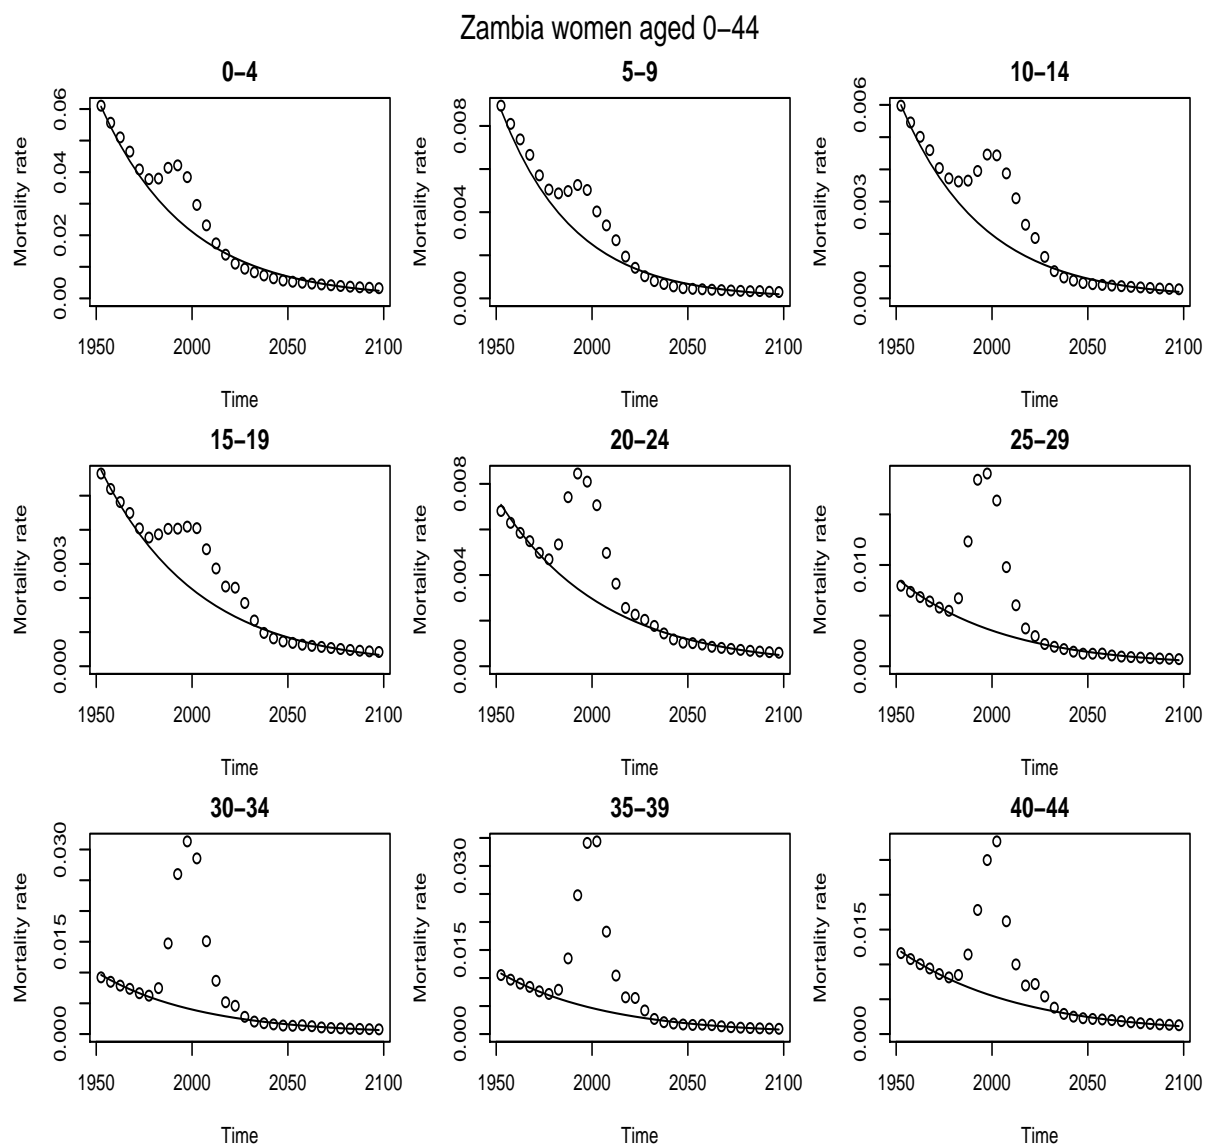 Zambia women aged 0–44
0–4
5–9
10–14
Mortality rate
0.00 0.02 0.04 0.06
Mortality rate
0.000 0.004 0.008
Mortality rate
0.000 0.003 0.006
1950 2000 2050 2100
1950 2000 2050 2100
1950 2000 2050 2100
Time
Time
Time
15–19
20–24
25–29
Mortality rate
0.000 0.003
Mortality rate
0.000 0.004 0.008
Mortality rate
0.000 0.010
1950 2000 2050 2100
1950 2000 2050 2100
1950 2000 2050 2100
Time
Time
Time
30–34
35–39
40–44
Mortality rate
0.000 0.015 0.030
Mortality rate
0.000 0.015 0.030
Mortality rate
0.000 0.015
1950 2000 2050 2100
1950 2000 2050 2100
1950 2000 2050 2100
Time
Time
Time